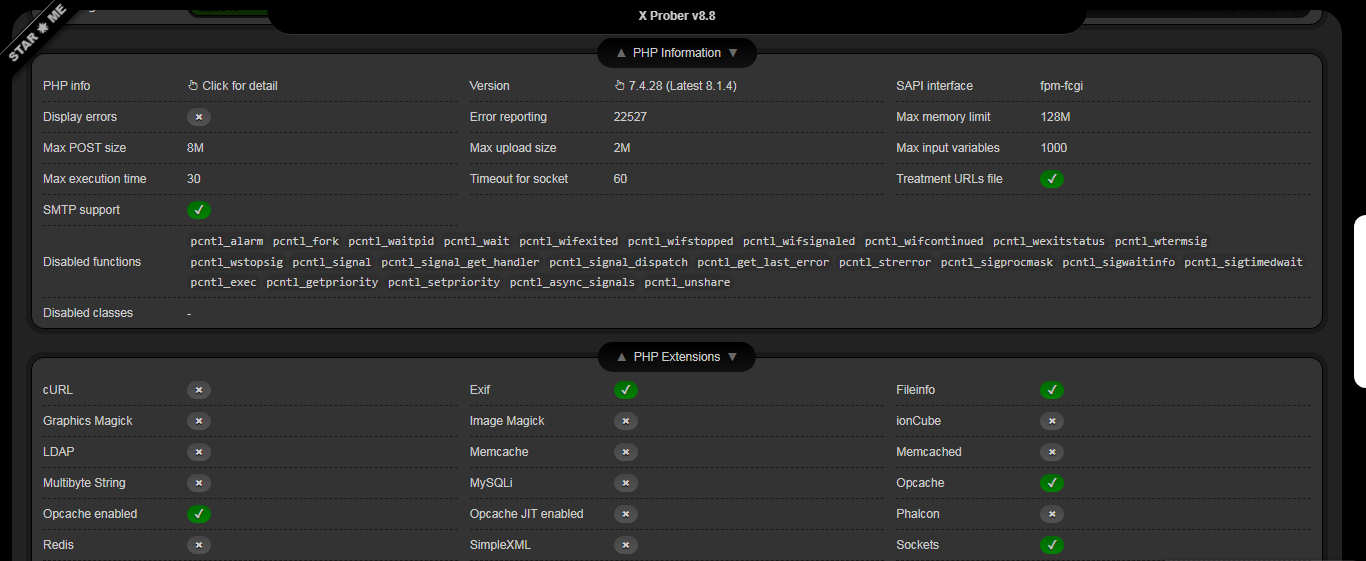 X Prober v8.8
STAR ★ ME
▲ PHP Information ▼
PHP info Click for detail Version 7.4.28 (Latest 8.1.4) SAPI interface fpm-fcgi
Display errors ✖ Error reporting 22527 Max memory limit 128M
Max POST size 8M Max upload size 2M Max input variables 1000
Max execution time 30 Timeout for socket 60 Treatment URLs file ✓
SMTP support ✓
pcntl_alarm pcntl_fork pcntl_waitpid pcntl_wait pcntl_wifexited pcntl_wifstopped pcntl_wifsignaled pcntl_wifcontinued pcntl_wexitstatus pcntl_wtermsig
Disabled functions pcntl_wstopsig pcntl_signal pcntl_signal_get_handler pcntl_signal_dispatch pcntl_get_last_error pcntl_strerror pcntl_sigprocmask pcntl_sigwaitinfo pcntl_sigtimedwait
pcntl_exec pcntl_getpriority pcntl_setpriority pcntl_async_signals pcntl_unshare
Disabled classes -
▲ PHP Extensions ▼
cURL ✖ Exif ✓ Fileinfo ✓
Graphics Magick ✖ Image Magick ✖ ionCube ✖
LDAP ✖ Memcache ✖ Memcached ✖
Multibyte String ✖ MySQLi ✖ Opcache ✓
Opcache enabled ✓ Opcache JIT enabled ✖ Phalcon ✖
Redis ✖ SimpleXML ✖ Sockets ✓